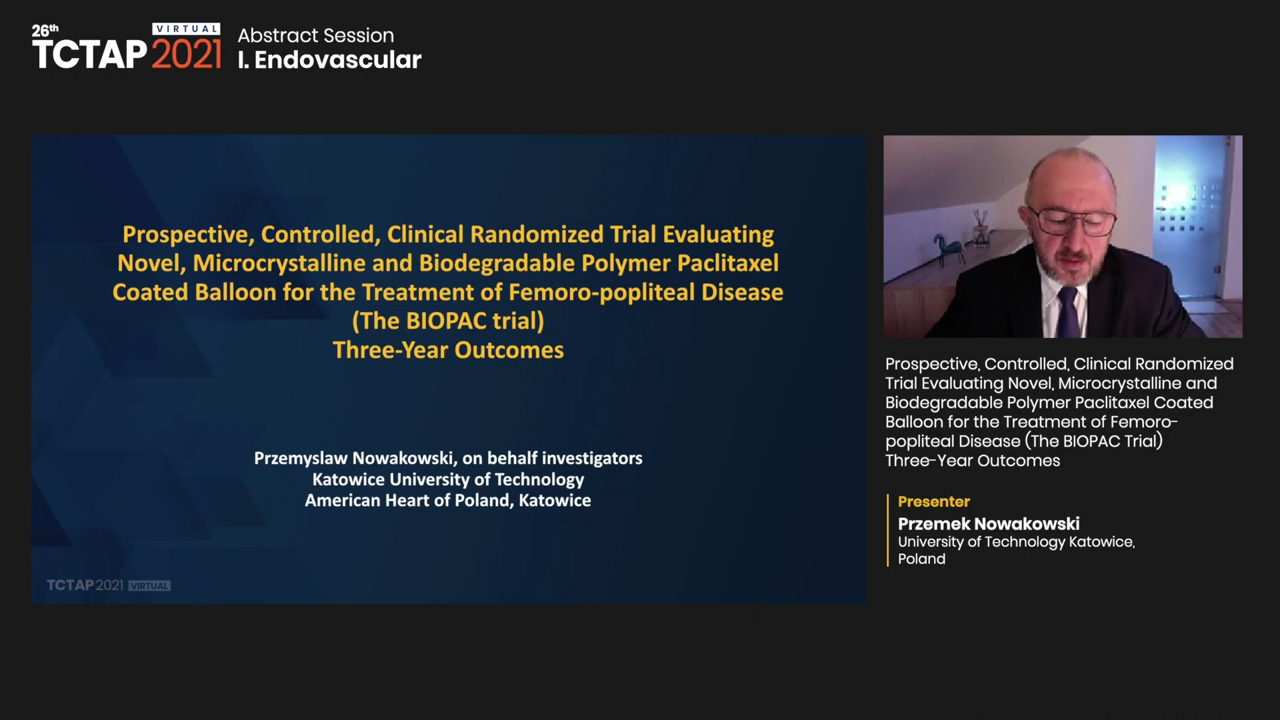 26th
TCTAP VIRTUAL 2021
Abstract Session
I. Endovascular
Prospective, Controlled, Clinical Randomized Trial Evaluating
Novel, Microcrystalline and Biodegradable Polymer Paclitaxel
Coated Balloon for the Treatment of Femoro-popliteal Disease
(The BIOPAC trial)
Three-Year Outcomes
Przemyslaw Nowakowski, on behalf investigators
Katowice University of Technology
American Heart of Poland, Katowice
TCTAP 2021 VIRTUAL
Prospective, Controlled, Clinical Randomized
Trial Evaluating Novel, Microcrystalline and
Biodegradable Polymer Paclitaxel Coated
Balloon for the Treatment of Femoro-
popliteal Disease (The BIOPAC Trial)
Three-Year Outcomes
Presenter
Przemek Nowakowski
University of Technology Katowice,
Poland